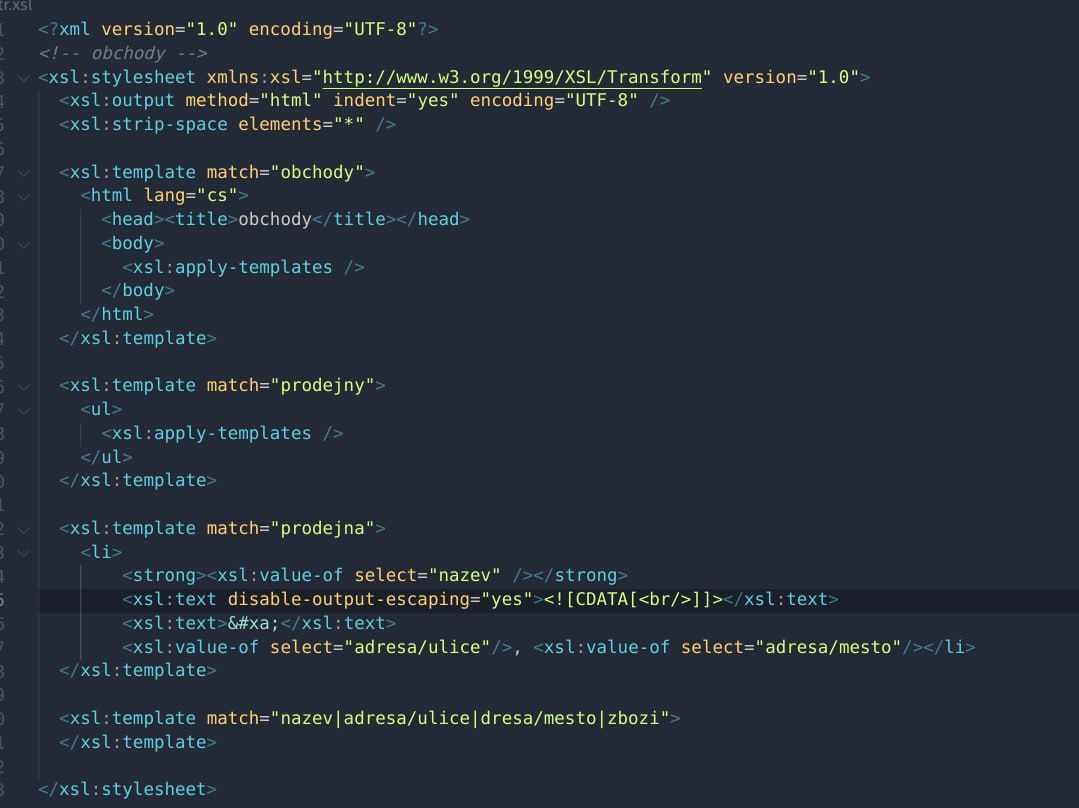 tr.xsl
<?xml version="1.0" encoding="UTF-8"?>
<!-- obchody -->
<xsl:stylesheet xmlns:xsl="http://www.w3.org/1999/XSL/Transform" version="1.0">
  <xsl:output method="html" indent="yes" encoding="UTF-8" />
  <xsl:strip-space elements="*" />

  <xsl:template match="obchody">
    <html lang="cs">
      <head><title>obchody</title></head>
      <body>
        <xsl:apply-templates />
      </body>
    </html>
  </xsl:template>

  <xsl:template match="prodejny">
    <ul>
      <xsl:apply-templates />
    </ul>
  </xsl:template>

  <xsl:template match="prodejna">
    <li>
        <strong><xsl:value-of select="nazev" /></strong>
        <xsl:text disable-output-escaping="yes"><![CDATA[<br/>]]></xsl:text>
        <xsl:text>&#xa;</xsl:text>
        <xsl:value-of select="adresa/ulice"/>, <xsl:value-of select="adresa/mesto"/></li>
  </xsl:template>

  <xsl:template match="nazev|adresa/ulice|dresa/mesto|zbozi">
  </xsl:template>

</xsl:stylesheet>